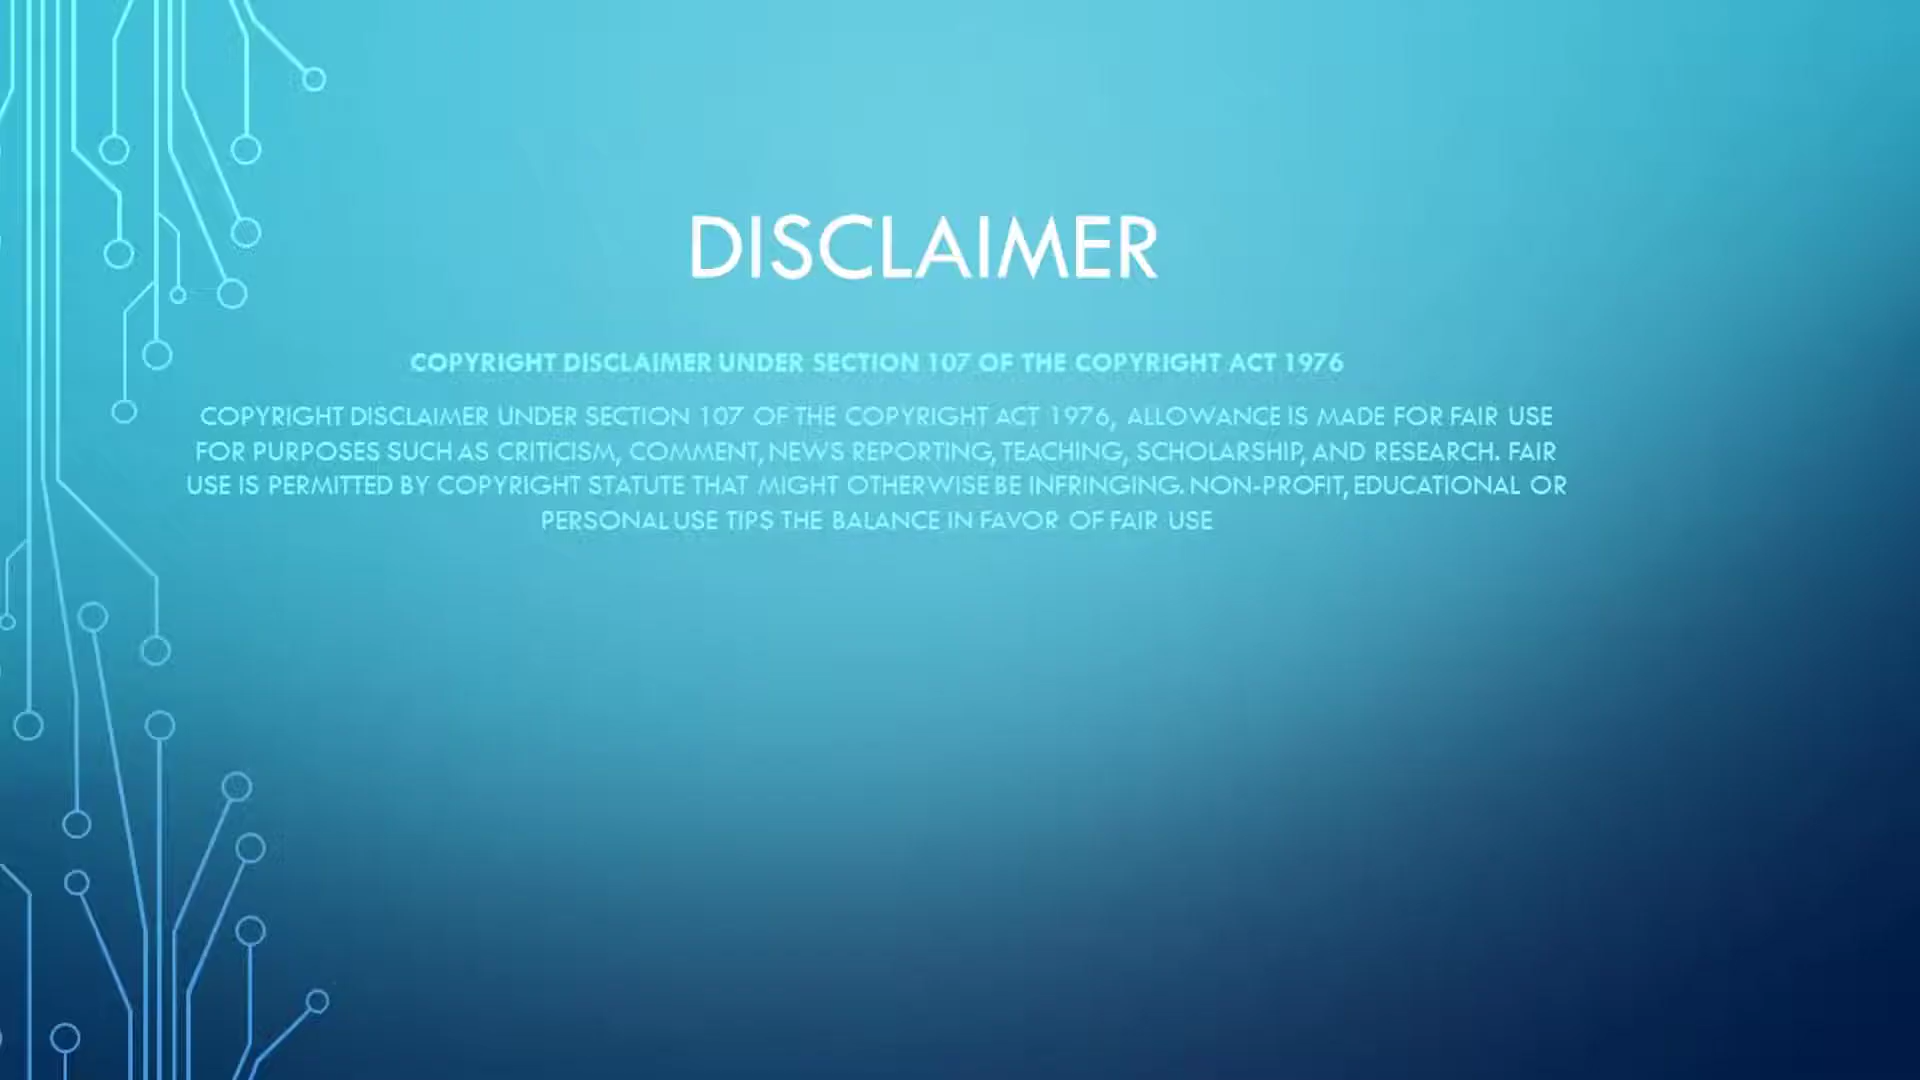 DISCLAIMER
COPYRIGHT DISCLAIMER UNDER SECTION 107 OF THE COPYRIGHT ACT 1976
COPYRIGHT DISCLAIMER UNDER SECTION 107 OF THE COPYRIGHT ACT 1976, ALLOWANCE IS MADE FOR FAIR USE
FOR PURPOSES SUCH AS CRITICISM, COMMENT, NEWS REPORTING, TEACHING, SCHOLARSHIP, AND RESEARCH. FAIR
USE IS PERMITTED BY COPYRIGHT STATUTE THAT MIGHT OTHERWISE BE INFRINGING. NON-PROFIT, EDUCATIONAL OR
PERSONAL USE TIPS THE BALANCE IN FAVOR OF FAIR USE